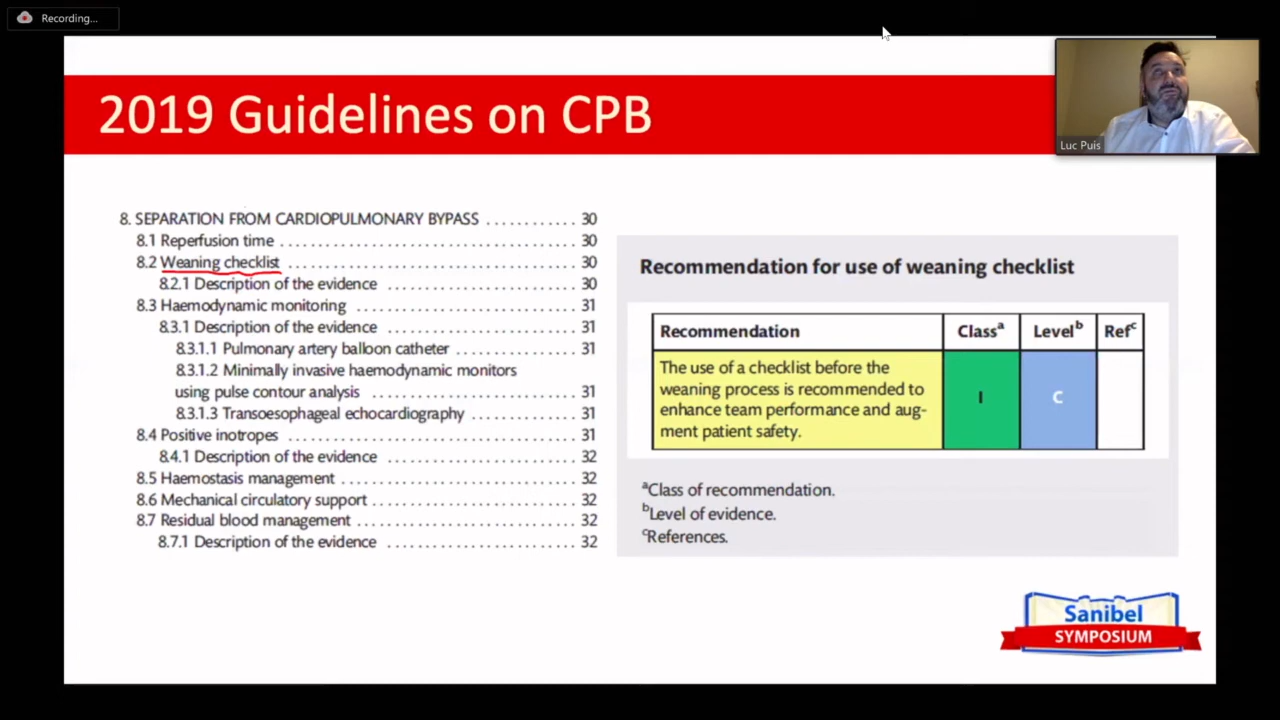 Recording...
2019 Guidelines on CPB
Luc Puis
8. SEPARATION FROM CARDIOPULMONARY BYPASS ............ 30
8.1 Reperfusion time ............ 30
8.2 Weaning checklist ............ 30
8.2.1 Description of the evidence ............ 30
8.3 Haemodynamic monitoring ............ 31
8.3.1 Description of the evidence ............ 31
8.3.1.1 Pulmonary artery balloon catheter ............ 31
8.3.1.2 Minimally invasive haemodynamic monitors
using pulse contour analysis ............ 31
8.3.1.3 Transoesophageal echocardiography ............ 31
8.4 Positive inotropes ............ 31
8.4.1 Description of the evidence ............ 32
8.5 Haemostasis management ............ 32
8.6 Mechanical circulatory support ............ 32
8.7 Residual blood management ............ 32
8.7.1 Description of the evidence ............ 32
Recommendation for use of weaning checklist
Recommendation Classᵃ Levelᵇ Refᶜ
The use of a checklist before the
weaning process is recommended to
enhance team performance and aug-
ment patient safety.
I C
ᵃClass of recommendation.
ᵇLevel of evidence.
ᶜReferences.
Sanibel
SYMPOSIUM